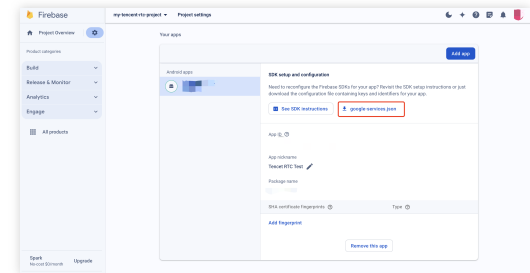 Firebase
my-tencent-rtc-project
Project settings
Project Overview
Your apps
Product categories
Add app
Build
Release & Monitor
Analytics
Engage
All products
Android apps
SDK setup and configuration
Need to reconfigure the Firebase SDKs for your app? Revisit the SDK setup instructions or just
download the configuration file containing keys and identifiers for your app.
See SDK instructions
google-services.json
App ID
App nickname
Tencet RTC Test
Package name
SHA certificate fingerprints
Type
Add fingerprint
Remove this app
Spark
No-cost $0/month
Upgrade